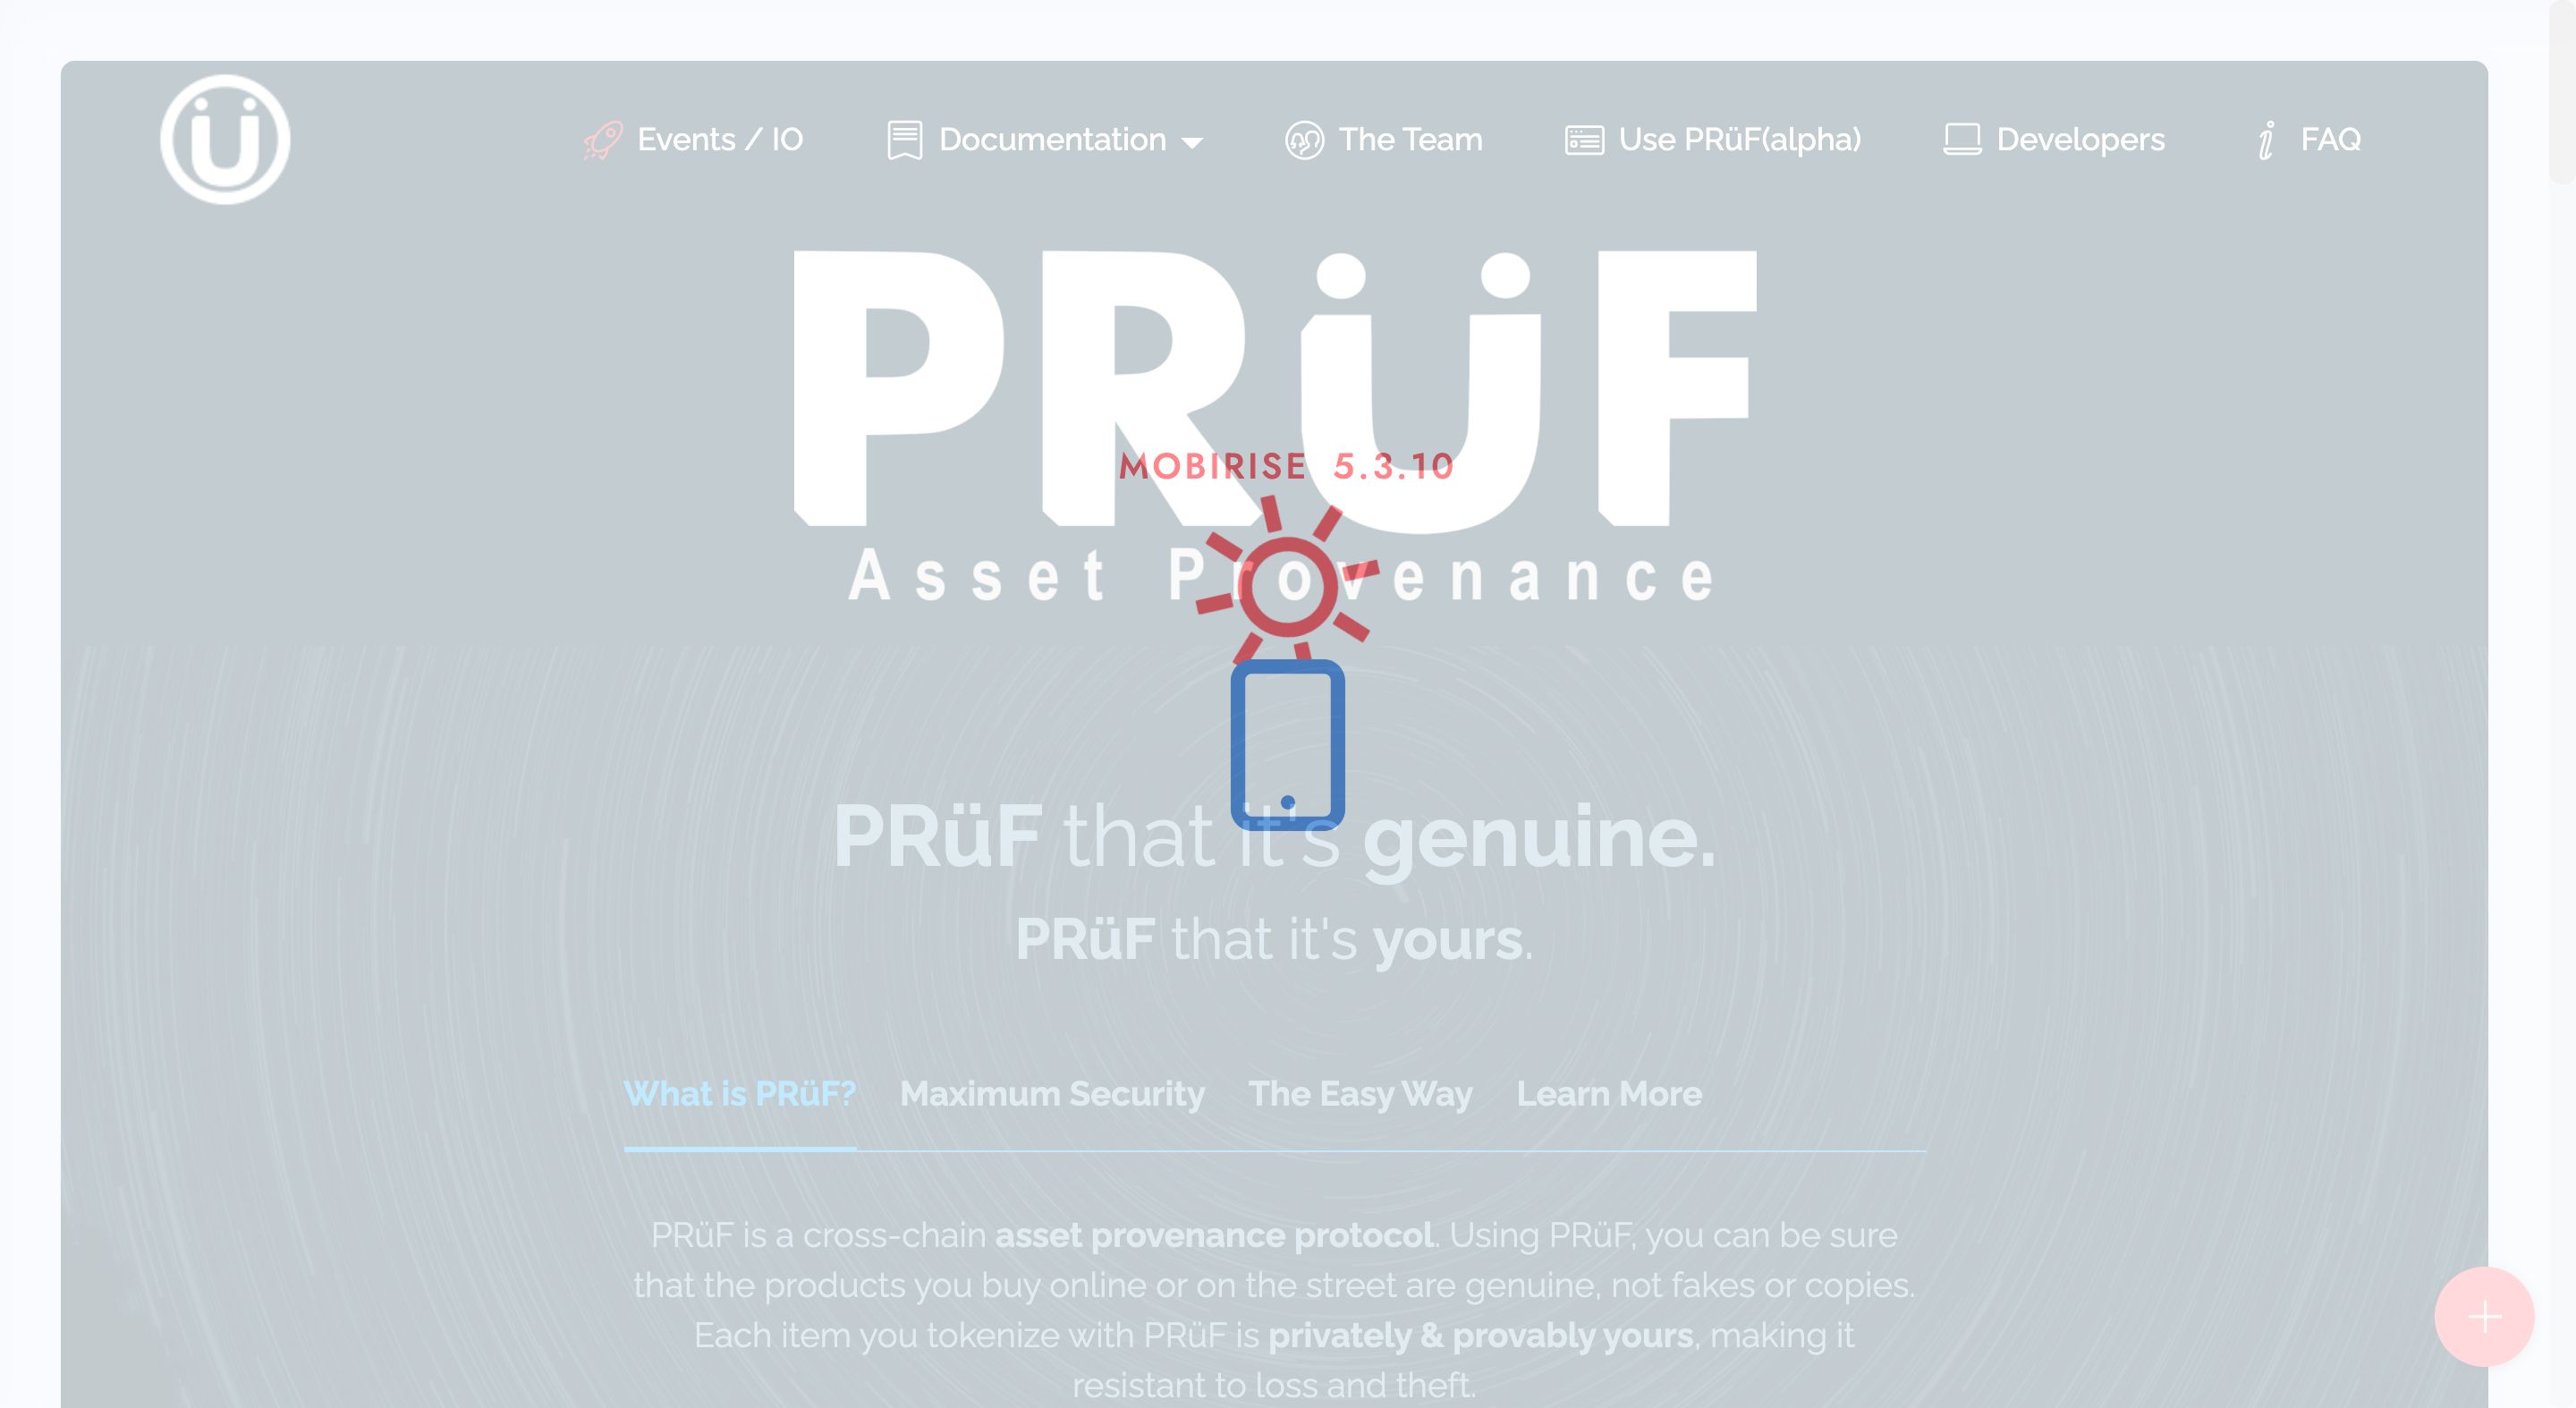 Ü
Events / IO
Documentation
The Team
Use PRüF(alpha)
Developers
FAQ
PRüF
MOBIRISE 5.3.10
Asset Provenance
PRüF that it's genuine.
PRüF that it's yours.
What is PRüF?
Maximum Security
The Easy Way
Learn More
PRüF is a cross-chain asset provenance protocol. Using PRüF, you can be sure
that the products you buy online or on the street are genuine, not fakes or copies.
Each item you tokenize with PRüF is privately & provably yours, making it
resistant to loss and theft.